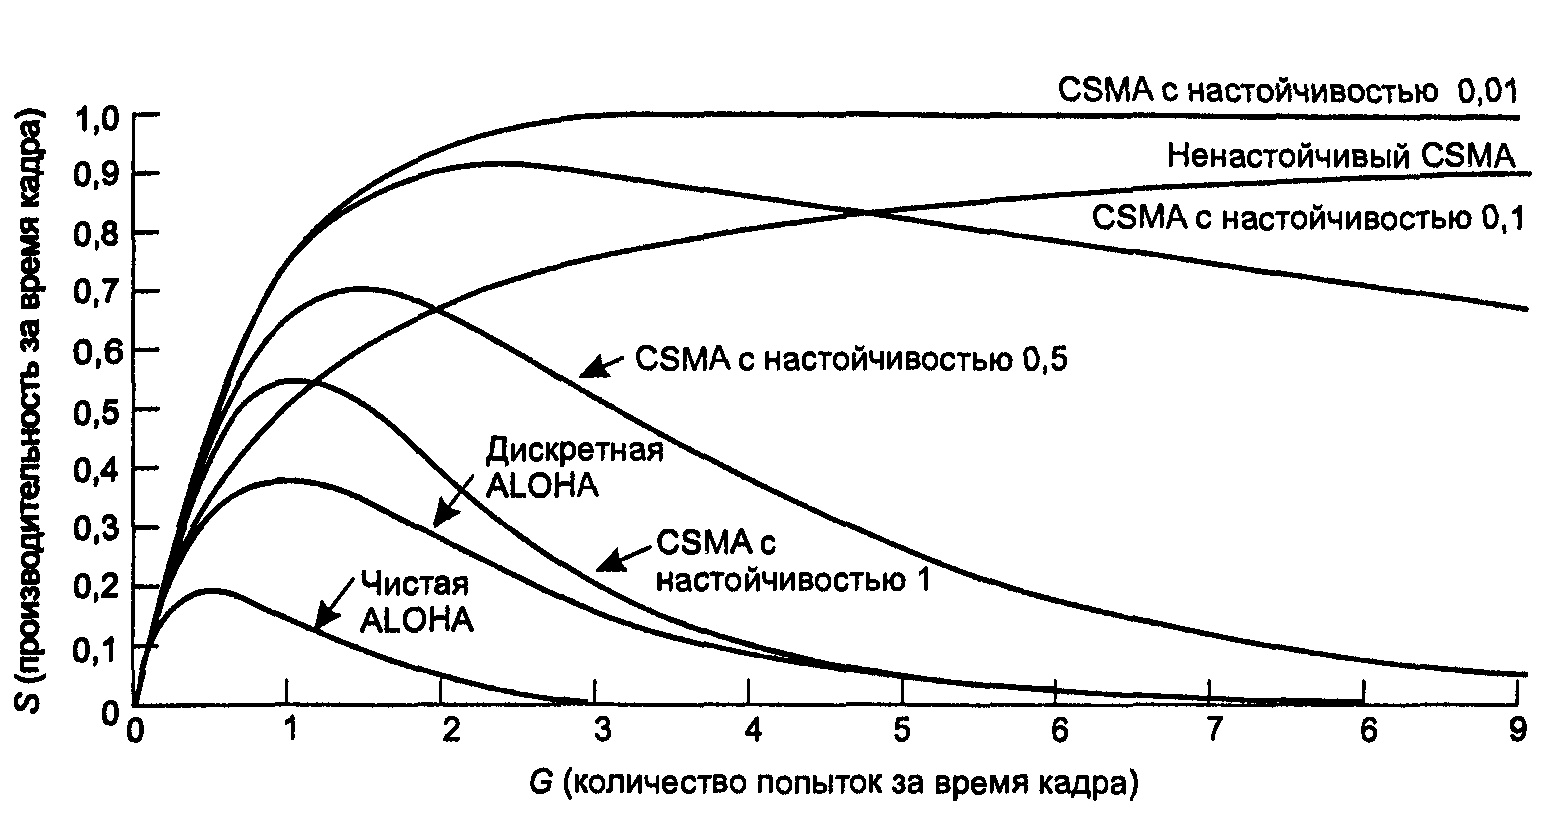 CSMA с настойчивостью 0,01
Ненастойчивый CSMA
CSMA с настойчивостью 0,1
CSMA с настойчивостью 0,5
Дискретная
ALOHA
CSMA с
настойчивостью 1
Чистая
ALOHA
S (производительность за время кадра)
1,0
0,9
0,8
0,7
0,6
0,5
0,4
0,3
0,2
0,1
0
0 1 2 3 4 5 6 7 6 9
G (количество попыток за время кадра)